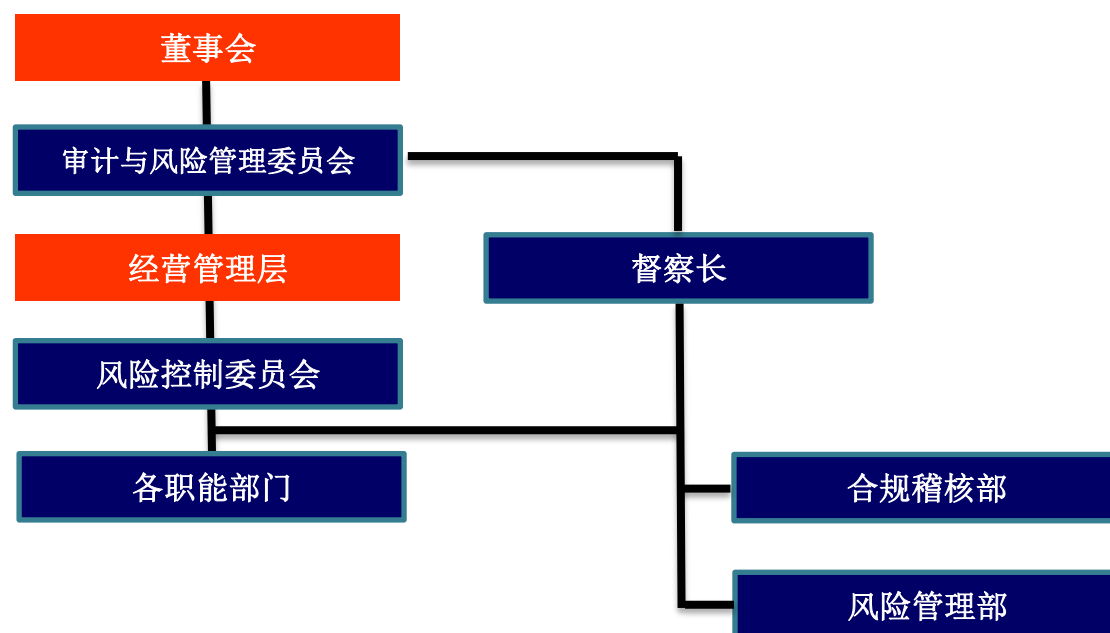 董事会
审计与风险管理委员会
经营管理层
督察长
风险控制委员会
各职能部门
合规稽核部
风险管理部